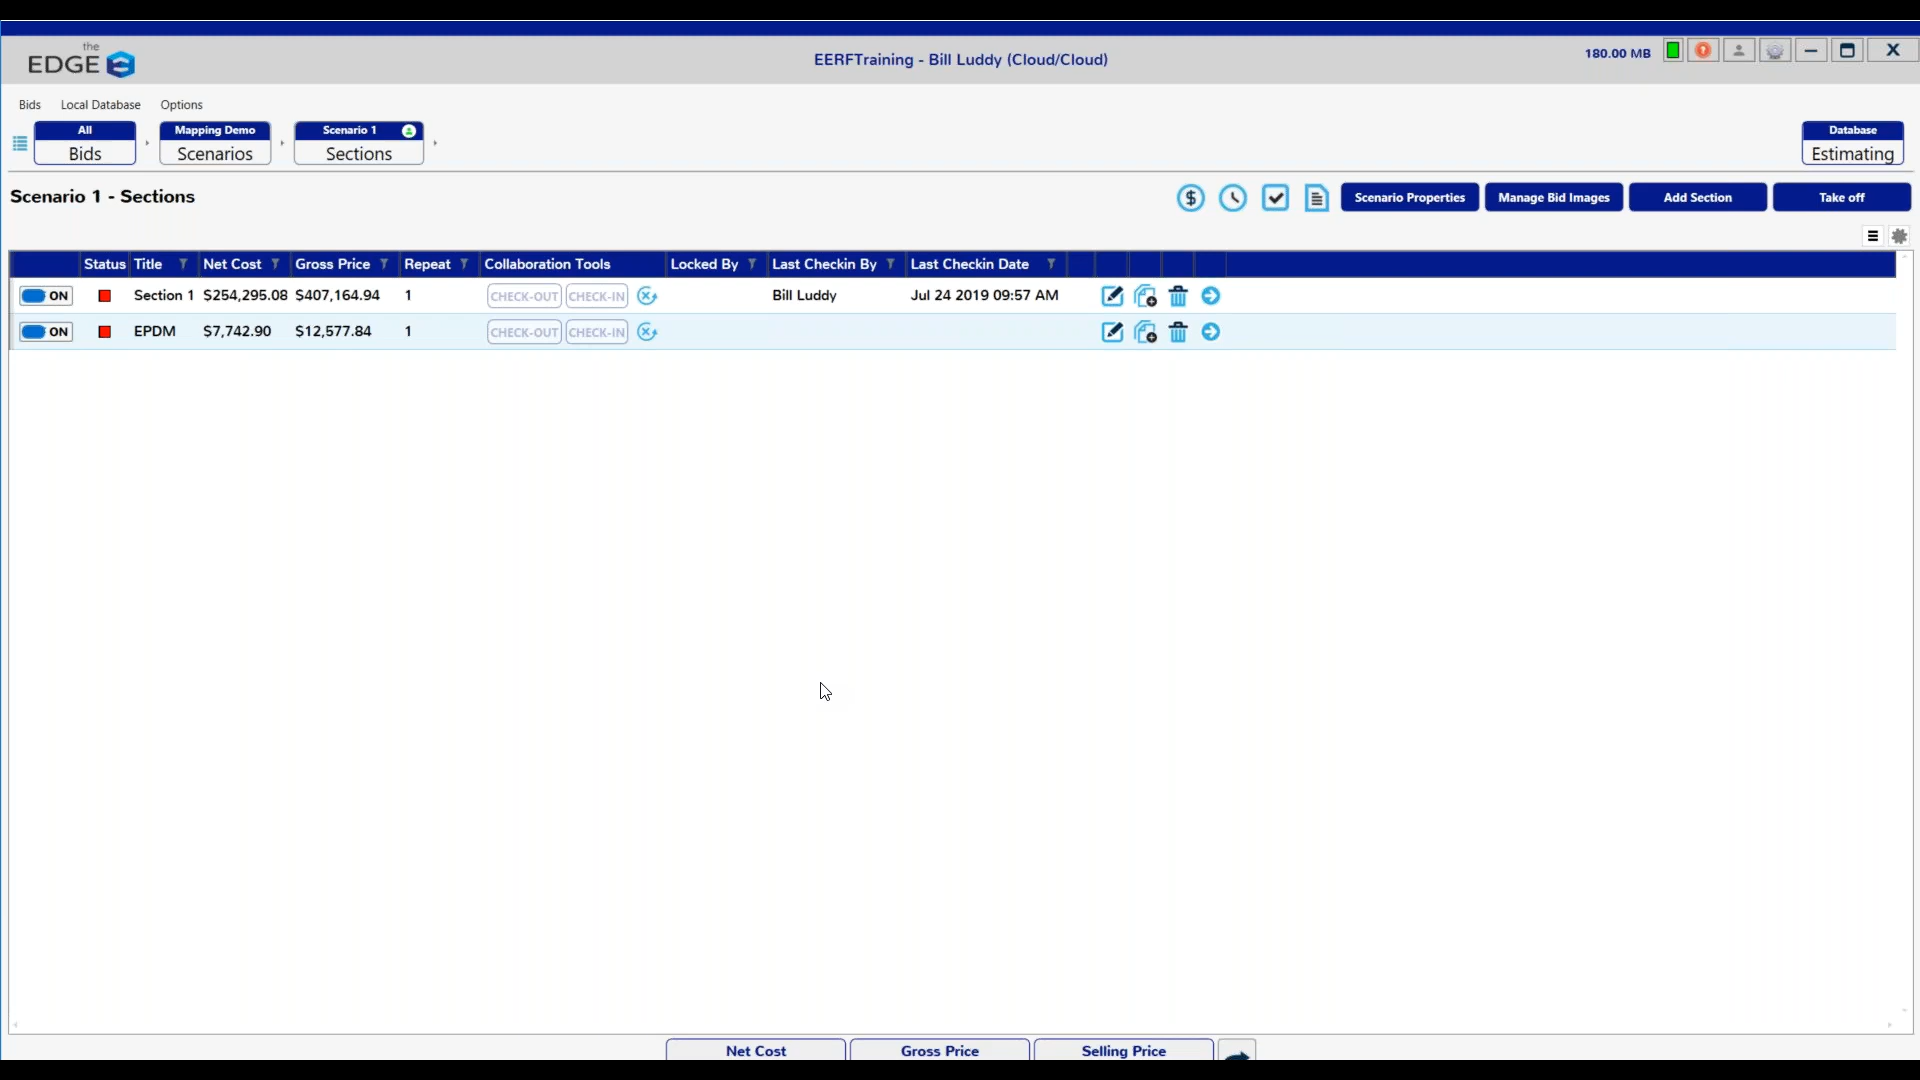 the
EDGE
EERFTraining - Bill Luddy (Cloud/Cloud)
180.00 MB
X
Bids Local Database Options
All
Bids
Mapping Demo
Scenarios
Scenario 1
Sections
Database
Estimating
Scenario 1 - Sections
$
Scenario Properties
Manage Bid Images
Add Section
Take off
Status Title Net Cost Gross Price Repeat Collaboration Tools Locked By Last Checkin By Last Checkin Date
ON Section 1 $254,295.08 $407,164.94 1 CHECK-OUT CHECK-IN Bill Luddy Jul 24 2019 09:57 AM
ON EPDM $7,742.90 $12,577.84 1 CHECK-OUT CHECK-IN
Net Cost Gross Price Selling Price